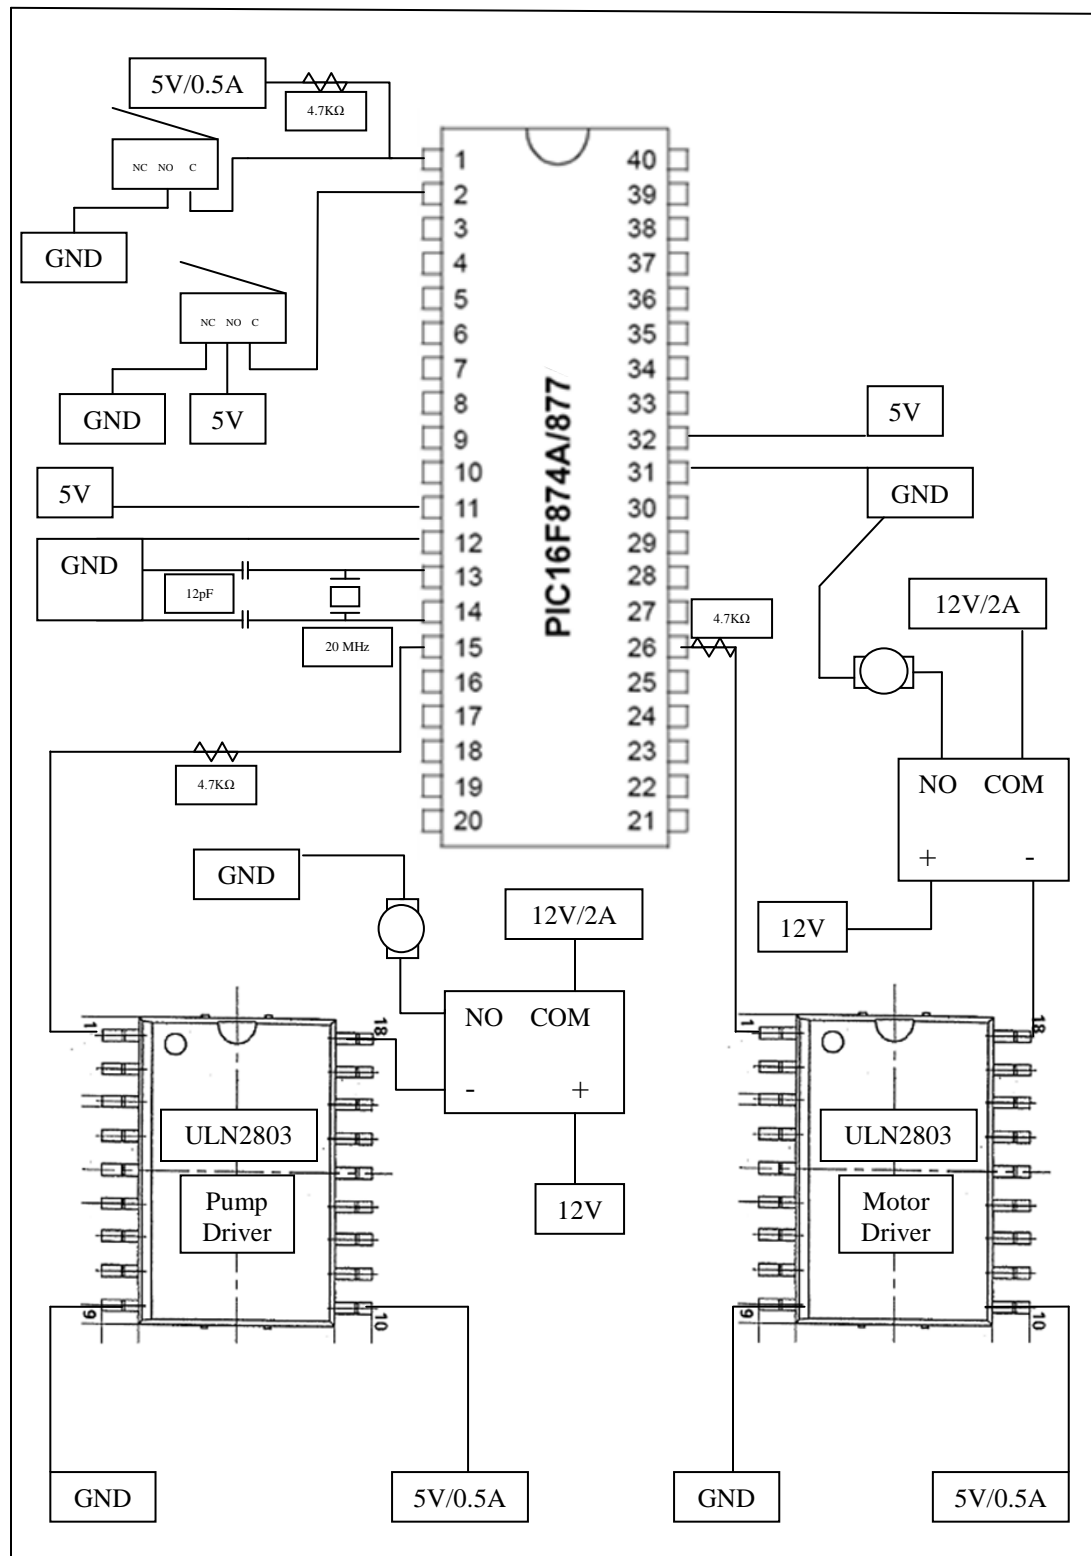 5V/0.5A
4.7KΩ
NC NO C
GND
NC NO C
GND
5V
5V
GND
12pF
20 MHz
4.7KΩ
1
2
3
4
5
6
7
8
9
10
11
12
13
14
15
16
17
18
19
20
PIC16F874A/877
40
39
38
37
36
35
34
33
32
31
30
29
28
27
26
25
24
23
22
21
5V
GND
4.7KΩ
12V/2A
NO COM
+ -
12V
GND
12V/2A
NO COM
- +
12V
1
18
ULN2803
Pump
Driver
9
10
GND
5V/0.5A
1
18
ULN2803
Motor
Driver
9
10
GND
5V/0.5A